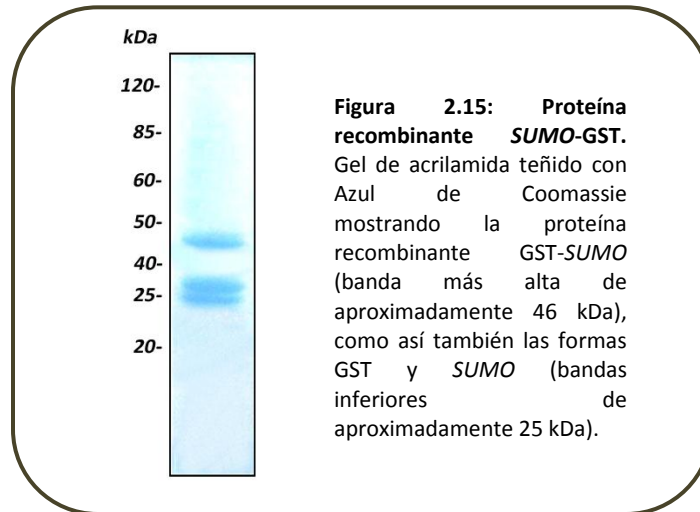 kDa
120-
85-
60-
50-
40-
25-
20-
Figura 2.15: Proteína
recombinante SUMO-GST.
Gel de acrilamida teñido con
Azul de Coomassie
mostrando la proteína
recombinante GST-SUMO
(banda más alta de
aproximadamente 46 kDa),
como así también las formas
GST y SUMO (bandas
inferiores de
aproximadamente 25 kDa).